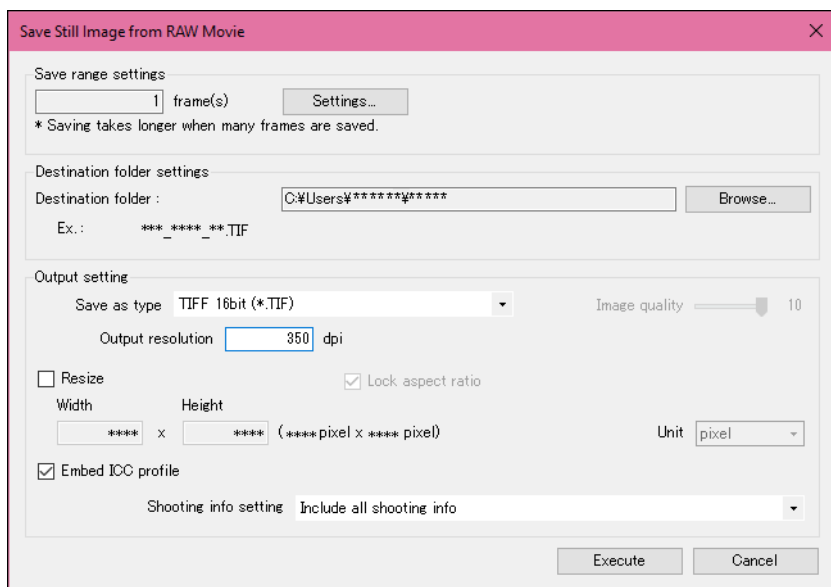 Save Still Image from RAW Movie
Save range settings
1 frame(s) Settings...
* Saving takes longer when many frames are saved.
Destination folder settings
Destination folder : C:¥Users¥******¥***** Browse...
Ex. : ***_****_**.TIF
Output setting
Save as type TIFF 16bit (*.TIF) Image quality 10
Output resolution 350 dpi
Resize Lock aspect ratio
Width Height
**** x **** (****pixel x **** pixel) Unit pixel
Embed ICC profile
Shooting info setting Include all shooting info
Execute Cancel